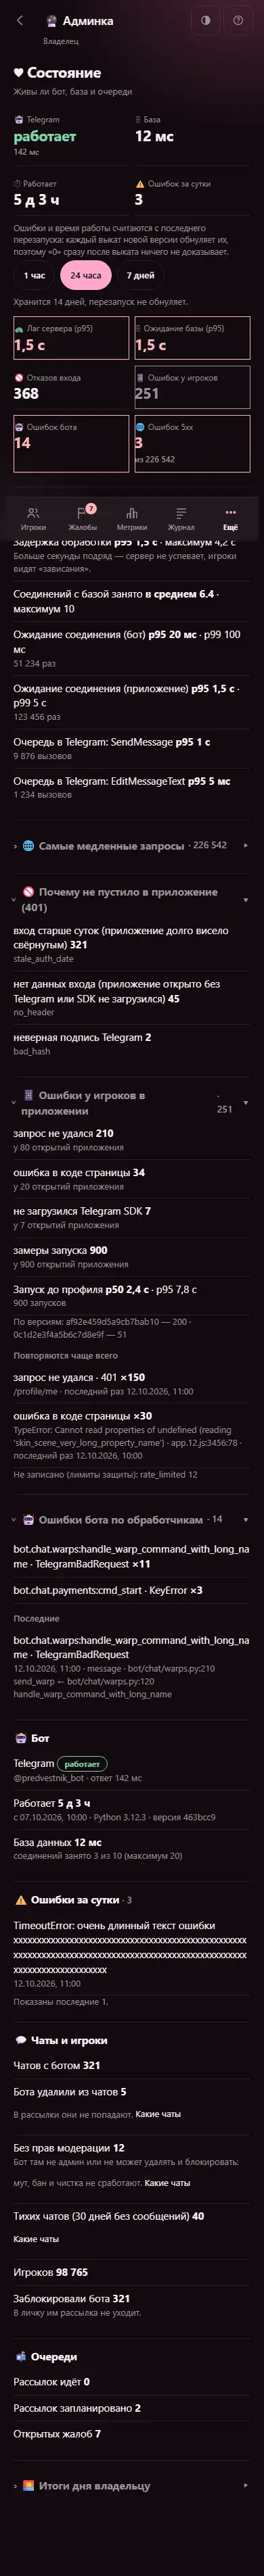 Админка
Владелец
Состояние
Живы ли бот, база и очереди
Telegram
работает
142 мс
База
12 мс
Работает
5 д 3 ч
Ошибок за сутки
3
Ошибки и время работы считаются с последнего
перезапуска: каждый выкат новой версии обнуляет их,
поэтому «0» сразу после выката ничего не доказывает.
1 час
24 часа
7 дней
Хранится 14 дней, перезапуск не обнуляет.
Лаг сервера (p95)
1,5 с
Ожидание базы (p95)
1,5 с
Отказов входа
368
Ошибок у игроков
251
Ошибок бота
14
Ошибок 5xx
3
из 226 542
Игроки
7
Жалобы
Метрики
Журнал
Ещё
Задержка обработки p95 1,5 с · максимум 4,2 с
Больше секунды подряд — сервер не успевает, игроки
видят «зависания».
Соединений с базой занято в среднем 6.4 ·
максимум 10
Ожидание соединения (бот) p95 20 мс · p99 100
мс
51 234 раз
Ожидание соединения (приложение) p95 1,5 с ·
p99 5 с
123 456 раз
Очередь в Telegram: SendMessage p95 1 с
9 876 вызовов
Очередь в Telegram: EditMessageText p95 5 мс
1 234 вызовов
Самые медленные запросы · 226 542
Почему не пустило в приложение
(401)
вход старше суток (приложение долго висело
свёрнутым) 321
stale_auth_date
нет данных входа (приложение открыто без
Telegram или SDK не загрузился) 45
no_header
неверная подпись Telegram 2
bad_hash
Ошибки у игроков в
приложении
· 251
запрос не удался 210
у 80 открытий приложения
ошибка в коде страницы 34
у 20 открытий приложения
не загрузился Telegram SDK 7
у 7 открытий приложения
замеры запуска 900
у 900 открытий приложения
Запуск до профиля p50 2,4 с · p95 7,8 с
900 запусков
По версиям: af92e459d5a9cb7bab10 — 200 ·
0c1d2e3f4a5b6c7d8e9f — 51
Повторяются чаще всего
запрос не удался · 401 ×150
/profile/me · последний раз 12.10.2026, 11:00
ошибка в коде страницы ×30
TypeError: Cannot read properties of undefined (reading
'skin_scene_very_long_property_name') · app.12.js:3456:78 ·
последний раз 12.10.2026, 10:00
Не записано (лимиты защиты): rate_limited 12
Ошибки бота по обработчикам · 14
bot.chat.warps:handle_warp_command_with_long_na
me · TelegramBadRequest ×11
bot.chat.payments:cmd_start · KeyError ×3
Последние
bot.chat.warps:handle_warp_command_with_long_na
me · TelegramBadRequest
12.10.2026, 11:00 · message · bot/chat/warps.py:210
send_warp ← bot/chat/warps.py:120
handle_warp_command_with_long_name
Бот
Telegram работает
@predvestnik_bot · ответ 142 мс
Работает 5 д 3 ч
с 07.10.2026, 10:00 · Python 3.12.3 · версия 463bcc9
База данных 12 мс
соединений занято 3 из 10 (максимум 20)
Ошибки за сутки · 3
TimeoutError: очень длинный текст ошибки
12.10.2026, 11:00
Показаны последние 1.
Чаты и игроки
Чатов с ботом 321
Бота удалили из чатов 5
В рассылки они не попадают. Какие чаты
Без прав модерации 12
Бот там не админ или не может удалять и блокировать:
мут, бан и чистка не сработают. Какие чаты
Тихих чатов (30 дней без сообщений) 40
Какие чаты
Игроков 98 765
Заблокировали бота 321
В личку им рассылка не уходит.
Очереди
Рассылок идёт 0
Рассылок запланировано 2
Открытых жалоб 7
Итоги дня владельцу